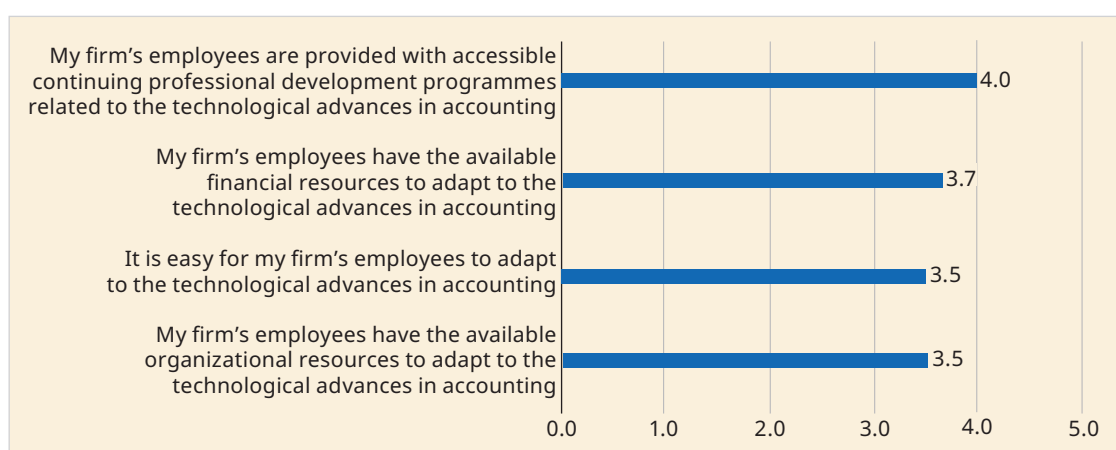 My firm’s employees are provided with accessible
continuing professional development programmes
related to the technological advances in accounting
4.0
My firm’s employees have the available
financial resources to adapt to the
technological advances in accounting
3.7
It is easy for my firm’s employees to adapt
to the technological advances in accounting
3.5
My firm’s employees have the available
organizational resources to adapt to the
technological advances in accounting
3.5
0.0 1.0 2.0 3.0 4.0 5.0